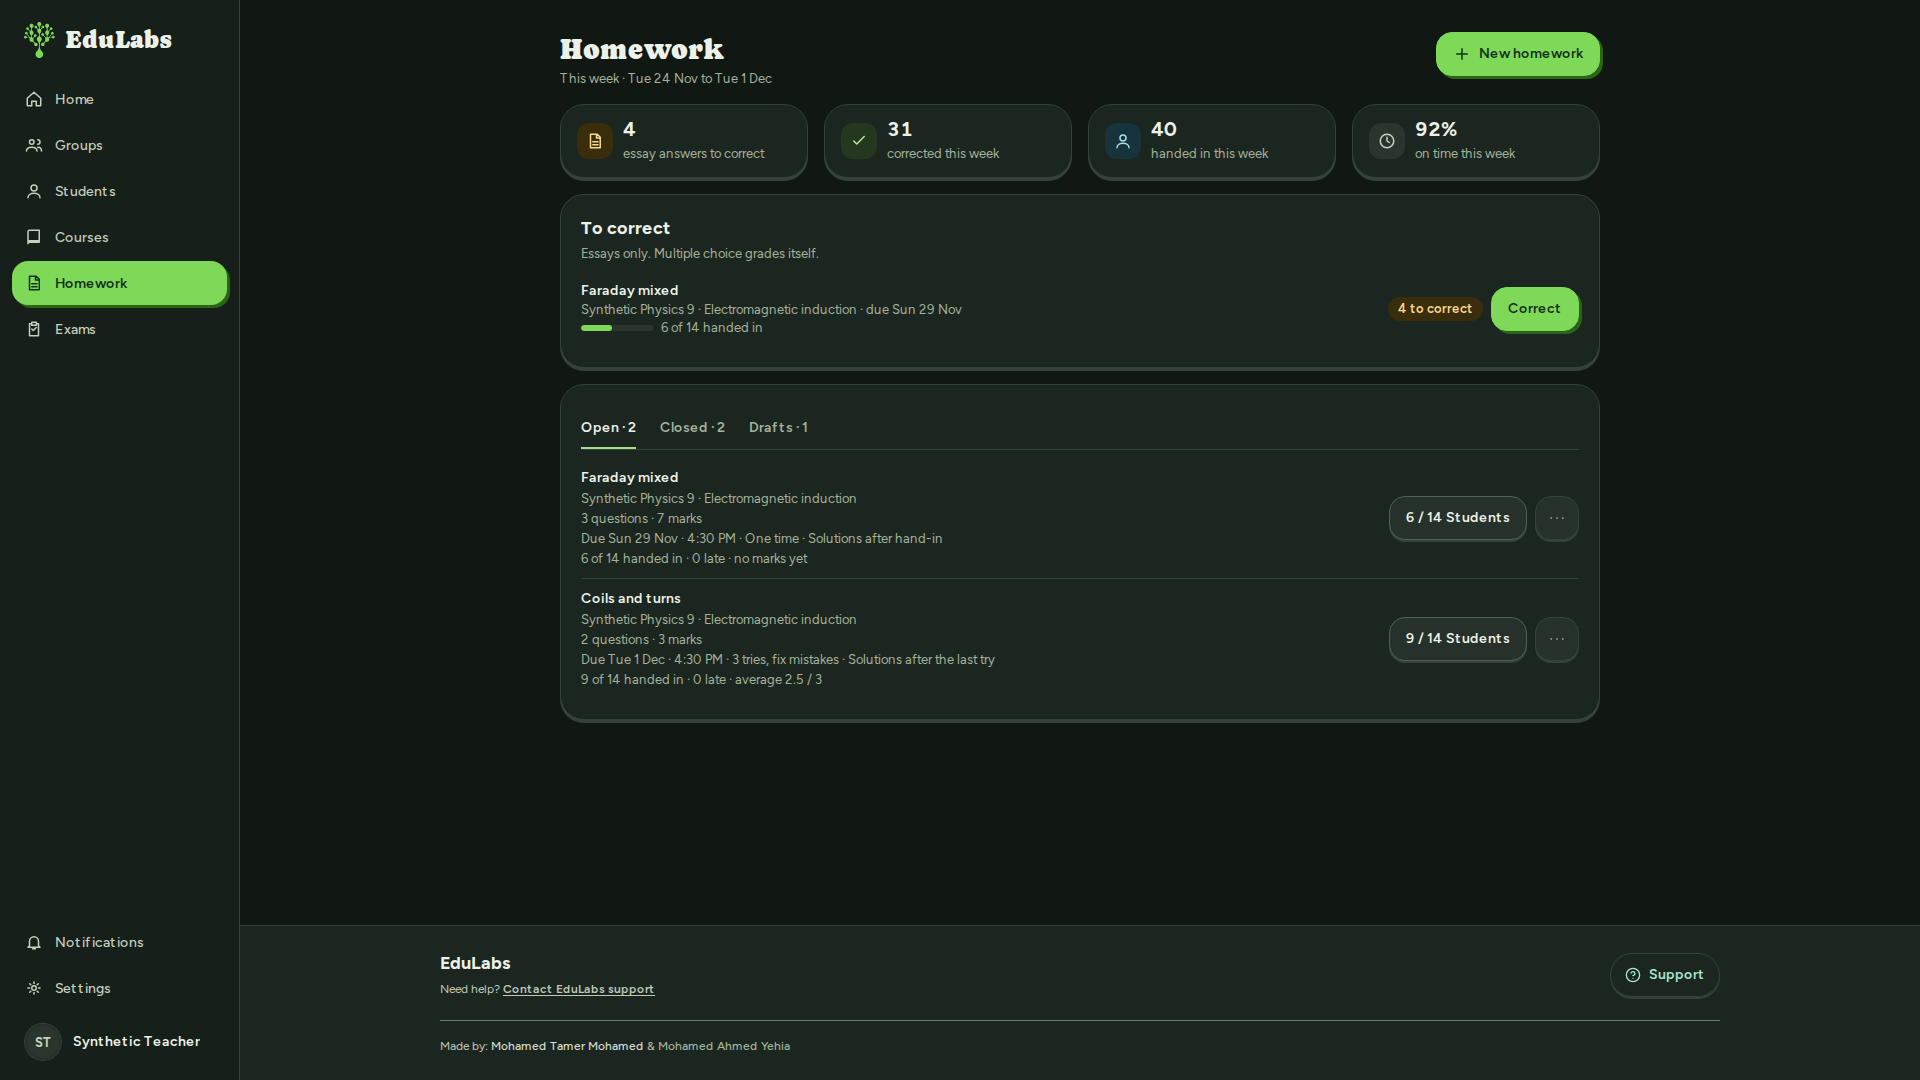 EduLabs
Home
Groups
Students
Courses
Homework
Exams
Notifications
Settings
ST
Synthetic Teacher
Homework
This week · Tue 24 Nov to Tue 1 Dec
New homework
4
essay answers to correct
31
corrected this week
40
handed in this week
92%
on time this week
To correct
Essays only. Multiple choice grades itself.
Faraday mixed
Synthetic Physics 9 · Electromagnetic induction · due Sun 29 Nov
6 of 14 handed in
4 to correct
Correct
Open · 2
Closed · 2
Drafts · 1
Faraday mixed
Synthetic Physics 9 · Electromagnetic induction
3 questions · 7 marks
Due Sun 29 Nov · 4:30 PM · One time · Solutions after hand-in
6 of 14 handed in · 0 late · no marks yet
6 / 14 Students
Coils and turns
Synthetic Physics 9 · Electromagnetic induction
2 questions · 3 marks
Due Tue 1 Dec · 4:30 PM · 3 tries, fix mistakes · Solutions after the last try
9 of 14 handed in · 0 late · average 2.5 / 3
9 / 14 Students
EduLabs
Need help? Contact EduLabs support
Support
Made by: Mohamed Tamer Mohamed & Mohamed Ahmed Yehia